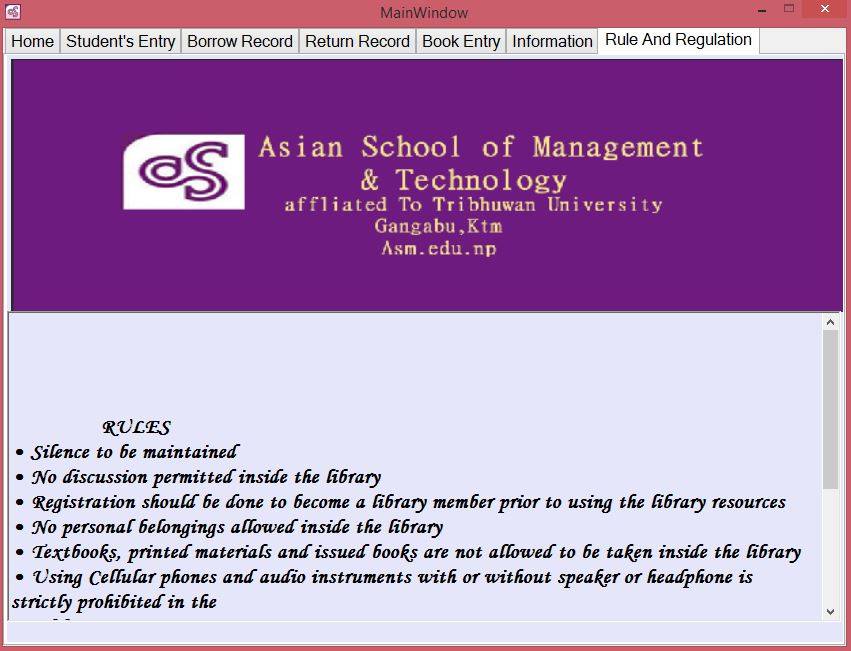 MainWindow
Home Student's Entry Borrow Record Return Record Book Entry Information Rule And Regulation
as Asian School of Management
& Technology
affliated To Tribhuwan University
Gangabu,Ktm
Asm.edu.np
RULES
• Silence to be maintained
• No discussion permitted inside the library
• Registration should be done to become a library member prior to using the library resources
• No personal belongings allowed inside the library
• Textbooks, printed materials and issued books are not allowed to be taken inside the library
• Using Cellular phones and audio instruments with or without speaker or headphone is
strictly prohibited in the